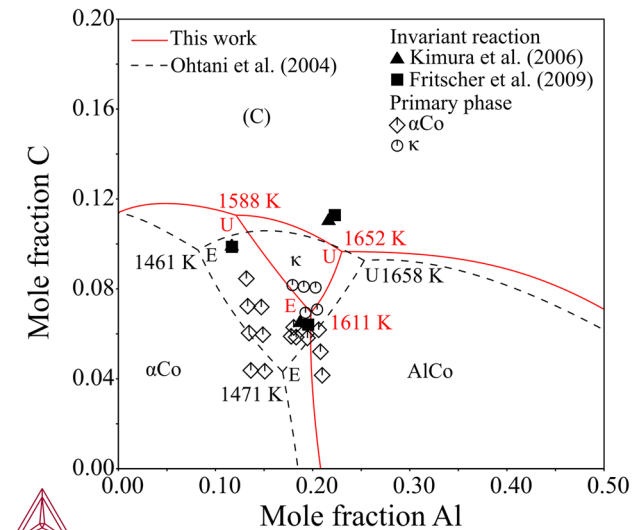 0.20
This work
Ohtani et al. (2004)
Invariant reaction
Kimura et al. (2006)
Fritscher et al. (2009)
Primary phase
αCo
κ
0.16
(C)
0.12
1588 K
U
1652 K
U
1461 K
E
κ
U 1658 K
0.08
E
1611 K
αCo
AlCo
0.04
E
1471 K
0.00
Mole fraction C
0.00
0.10
0.20
0.30
0.40
0.50
Mole fraction Al